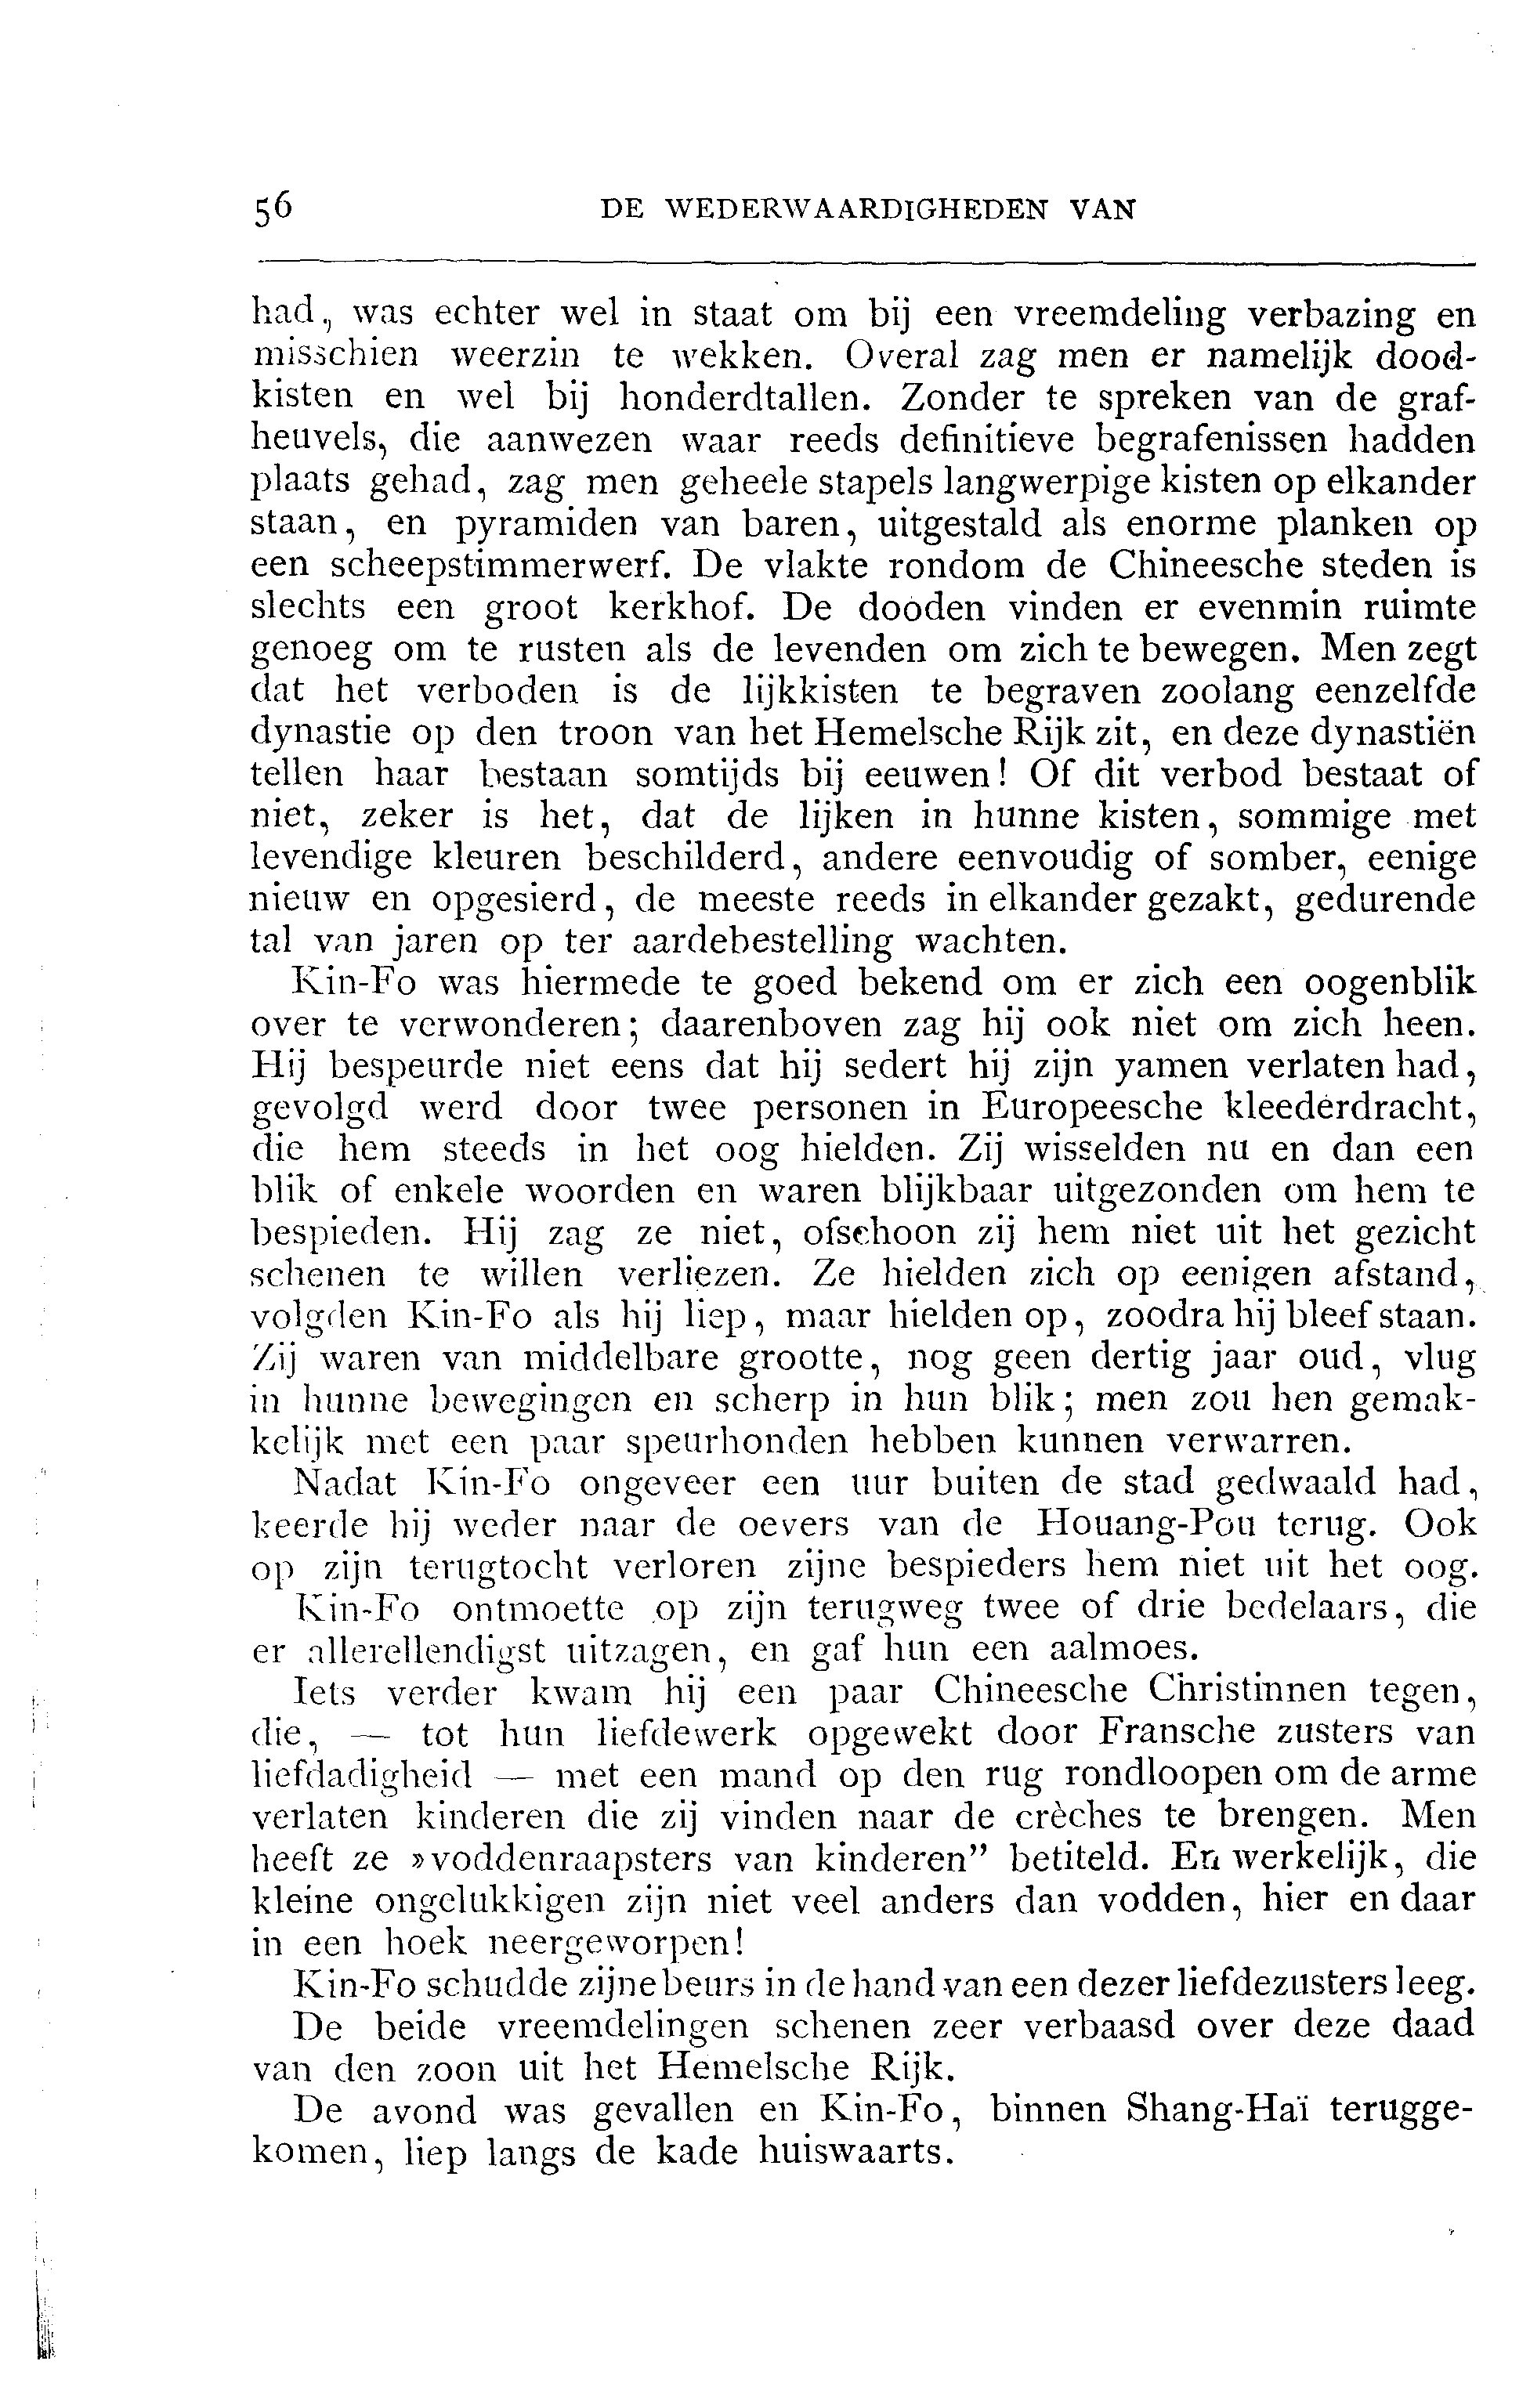 56
DE WEDERWAARDIGHEDEN VAN
had, was echter wel in staat om bij een vreemdeling verbazing en
misschien weerzin te wekken. Overal zag men er namelijk dood-
kisten en wel bij honderdtallen. Zonder te spreken van de graf-
heuvels, die aanwezen waar reeds definitieve begrafenissen hadden
plaats gehad, zag men geheele stapels langwerpige kisten op elkander
staan, en pyramiden van baren, uitgestald als enorme planken op
een scheepstimmerwerf. De vlakte rondom de Chineesche steden is
slechts een groot kerkhof. De dooden vinden er evenmin ruimte
genoeg om te rusten als de levenden om zich te bewegen. Men zegt
dat het verboden is de lijkkisten te begraven zoolang eenzelfde
dynastie op den troon van het Hemelsche Rijk zit, en deze dynastiën
tellen haar bestaan somtijds bij eeuwen! Of dit verbod bestaat of
niet, zeker is het, dat de lijken in hunne kisten, sommige met
levendige kleuren beschilderd, andere eenvoudig of somber, eenige
nieuw en opgesierd, de meeste reeds in elkander gezakt, gedurende
tal van jaren op ter aardebestelling wachten.
Kin-Fo was hiermede te goed bekend om er zich een oogenblik
over te verwonderen; daarenboven zag hij ook niet om zich heen.
Hij bespeurde niet eens dat hij sedert hij zijn yamen verlaten had,
gevolgd werd door twee personen in Europeesche kleederdracht,
die hem steeds in het oog hielden. Zij wisselden nu en dan een
blik of enkele woorden en waren blijkbaar uitgezonden om hem te
bespieden. Hij zag ze niet, ofschoon zij hem niet uit het gezicht
schenen te willen verliezen. Ze hielden zich op eenigen afstand,
volgden Kin-Fo als hij liep, maar hielden op, zoodra hij bleef staan.
Zij waren van middelbare grootte, nog geen dertig jaar oud, vlug
in hunne bewegingen en scherp in hun blik; men zou hen gemak-
kelijk met een paar speurhonden hebben kunnen verwarren.
Nadat Kin-Fo ongeveer een uur buiten de stad gedwaald had,
keerde hij weder naar de oevers van de Houang-Pou terug. Ook
op zijn terugtocht verloren zijne bespieders hem niet uit het oog.
Kin-Fo ontmoette op zijn terugweg twee of drie bedelaars, die
er allerellendigst uitzagen, en gaf hun een aalmoes.
Iets verder kwam hij een paar Chineesche Christinnen tegen,
die, — tot hun liefdewerk opgewekt door Fransche zusters van
liefdadigheid — met een mand op den rug rondloopen om de arme
verlaten kinderen die zij vinden naar de crèches te brengen. Men
heeft ze »voddenraapsters van kinderen” betiteld. En werkelijk, die
kleine ongelukkigen zijn niet veel anders dan vodden, hier en daar
in een hoek neergeworpen!
Kin-Fo schudde zijne beurs in de hand van een dezer liefdezusters leeg.
De beide vreemdelingen schenen zeer verbaasd over deze daad
van den zoon uit het Hemelsche Rijk.
De avond was gevallen en Kin-Fo, binnen Shang-Haï terugge-
komen, liep langs de kade huiswaarts.